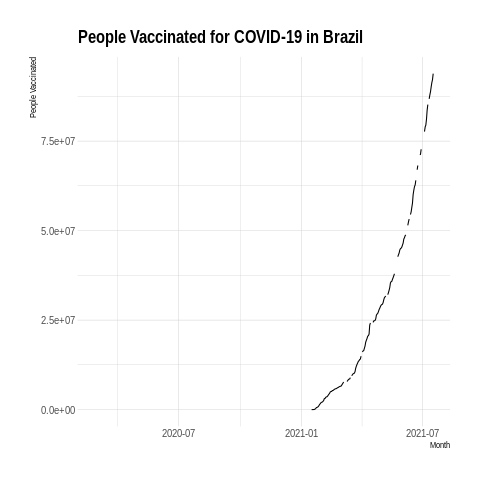 People Vaccinated for COVID-19 in Brazil
People Vaccinated
7.5e+07
5.0e+07
2.5e+07
0.0e+00
2020-07
2021-01
2021-07
Month